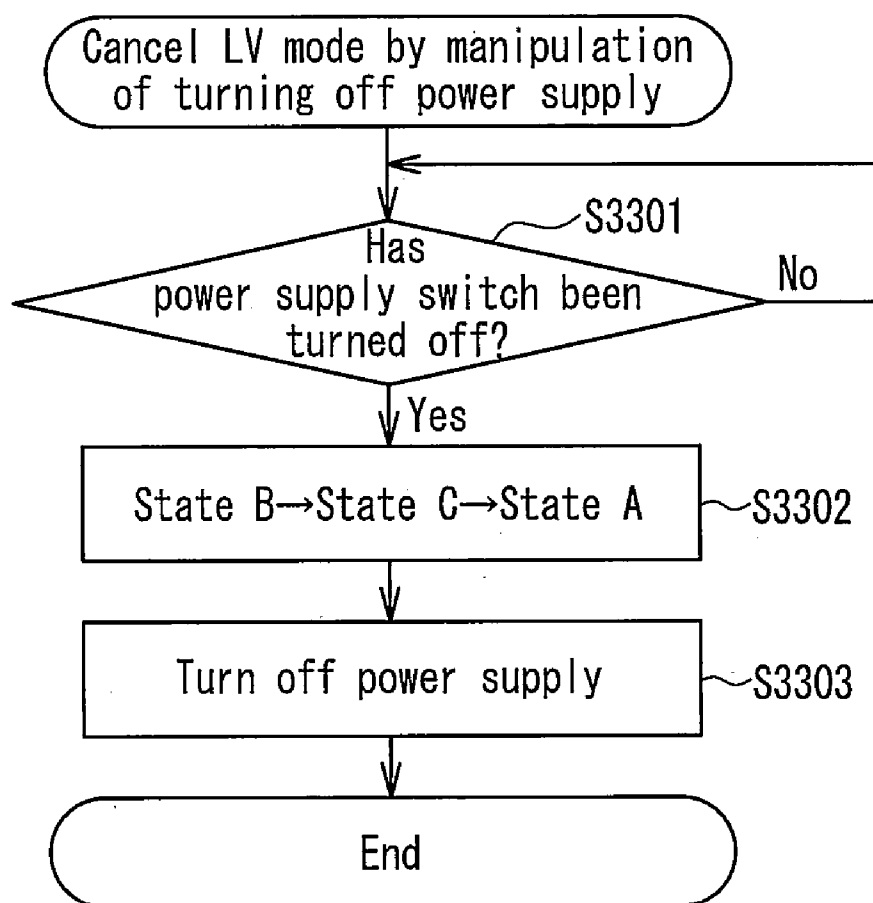 Cancel LV mode by manipulation
of turning off power supply
S3301
Has
power supply switch been
turned off?
No
Yes
State B→State C→State A
S3302
Turn off power supply
S3303
End